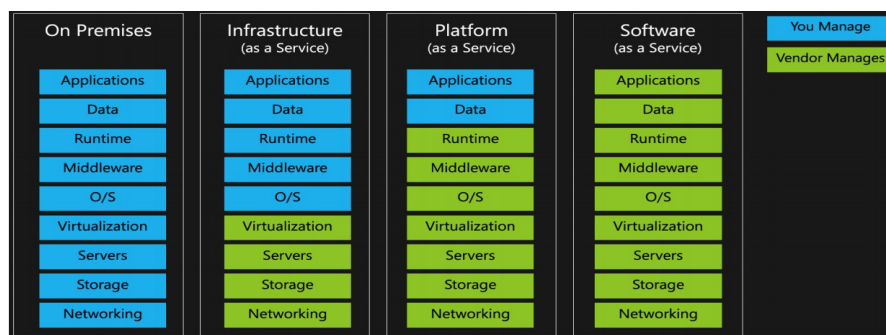 On Premises
Applications
Data
Runtime
Middleware
O/S
Virtualization
Servers
Storage
Networking
Infrastructure
(as a Service)
Applications
Data
Runtime
Middleware
O/S
Virtualization
Servers
Storage
Networking
Platform
(as a Service)
Applications
Data
Runtime
Middleware
O/S
Virtualization
Servers
Storage
Networking
Software
(as a Service)
Applications
Data
Runtime
Middleware
O/S
Virtualization
Servers
Storage
Networking
You Manage
Vendor Manages